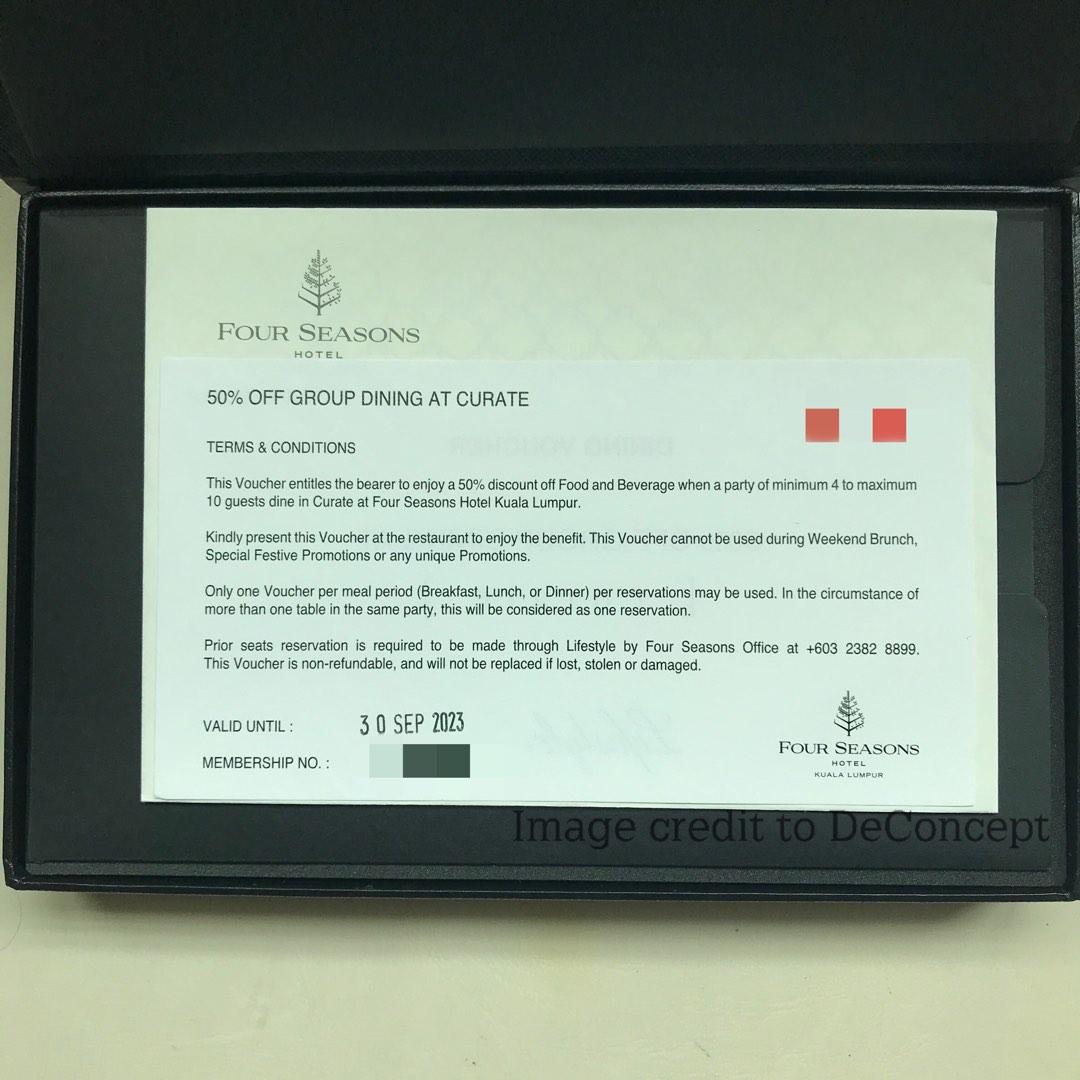 FOUR SEASONS
HOTEL
50% OFF GROUP DINING AT CURATE
TERMS & CONDITIONS
This Voucher entitles the bearer to enjoy a 50% discount off Food and Beverage when a party of minimum 4 to maximum
10 guests dine in Curate at Four Seasons Hotel Kuala Lumpur.
Kindly present this Voucher at the restaurant to enjoy the benefit. This Voucher cannot be used during Weekend Brunch,
Special Festive Promotions or any unique Promotions.
Only one Voucher per meal period (Breakfast, Lunch, or Dinner) per reservations may be used. In the circumstance of
more than one table in the same party, this will be considered as one reservation.
Prior seats reservation is required to be made through Lifestyle by Four Seasons Office at +603 2382 8899.
This Voucher is non-refundable, and will not be replaced if lost, stolen or damaged.
VALID UNTIL : 30 SEP 2023
MEMBERSHIP NO. :
FOUR SEASONS
HOTEL
KUALA LUMPUR
Image credit to DeConcept